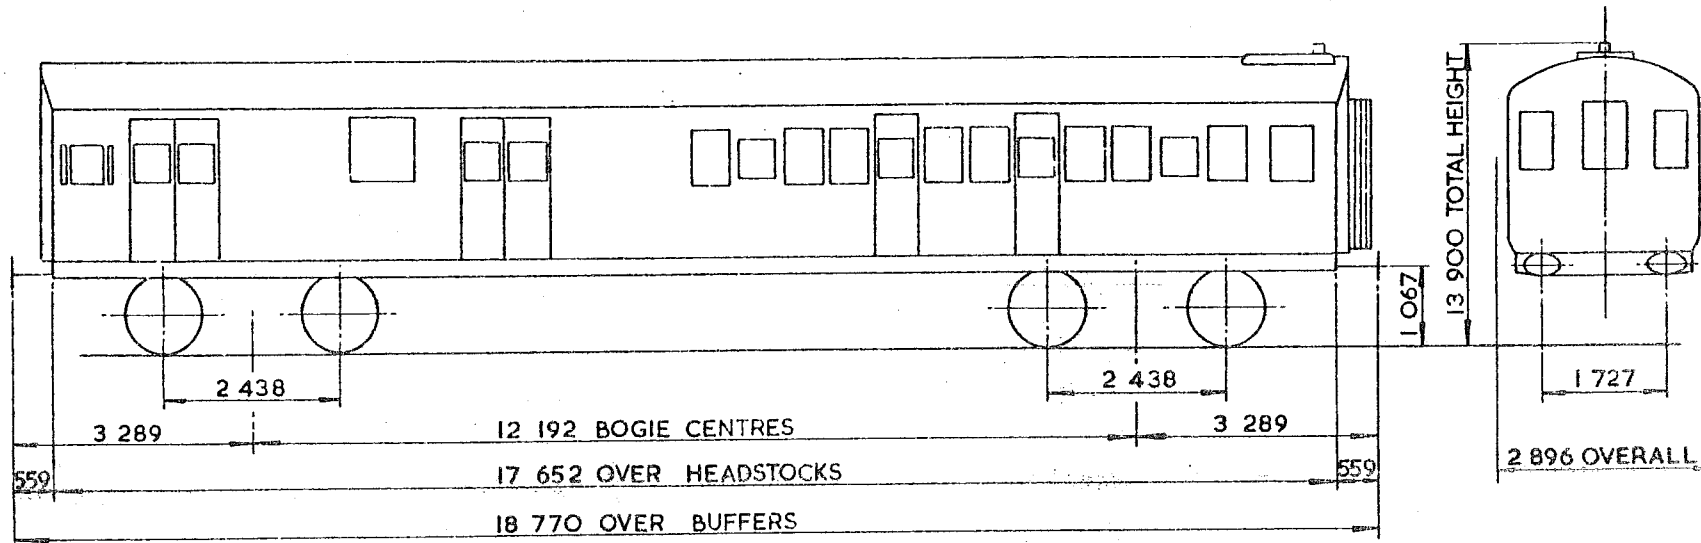 13 900 TOTAL HEIGHT
1 067
2 438
2 438
1 727
3 289
12 192 BOGIE CENTRES
3 289
559
17 652 OVER HEADSTOCKS
559
2 896 OVERALL
18 770 OVER BUFFERS